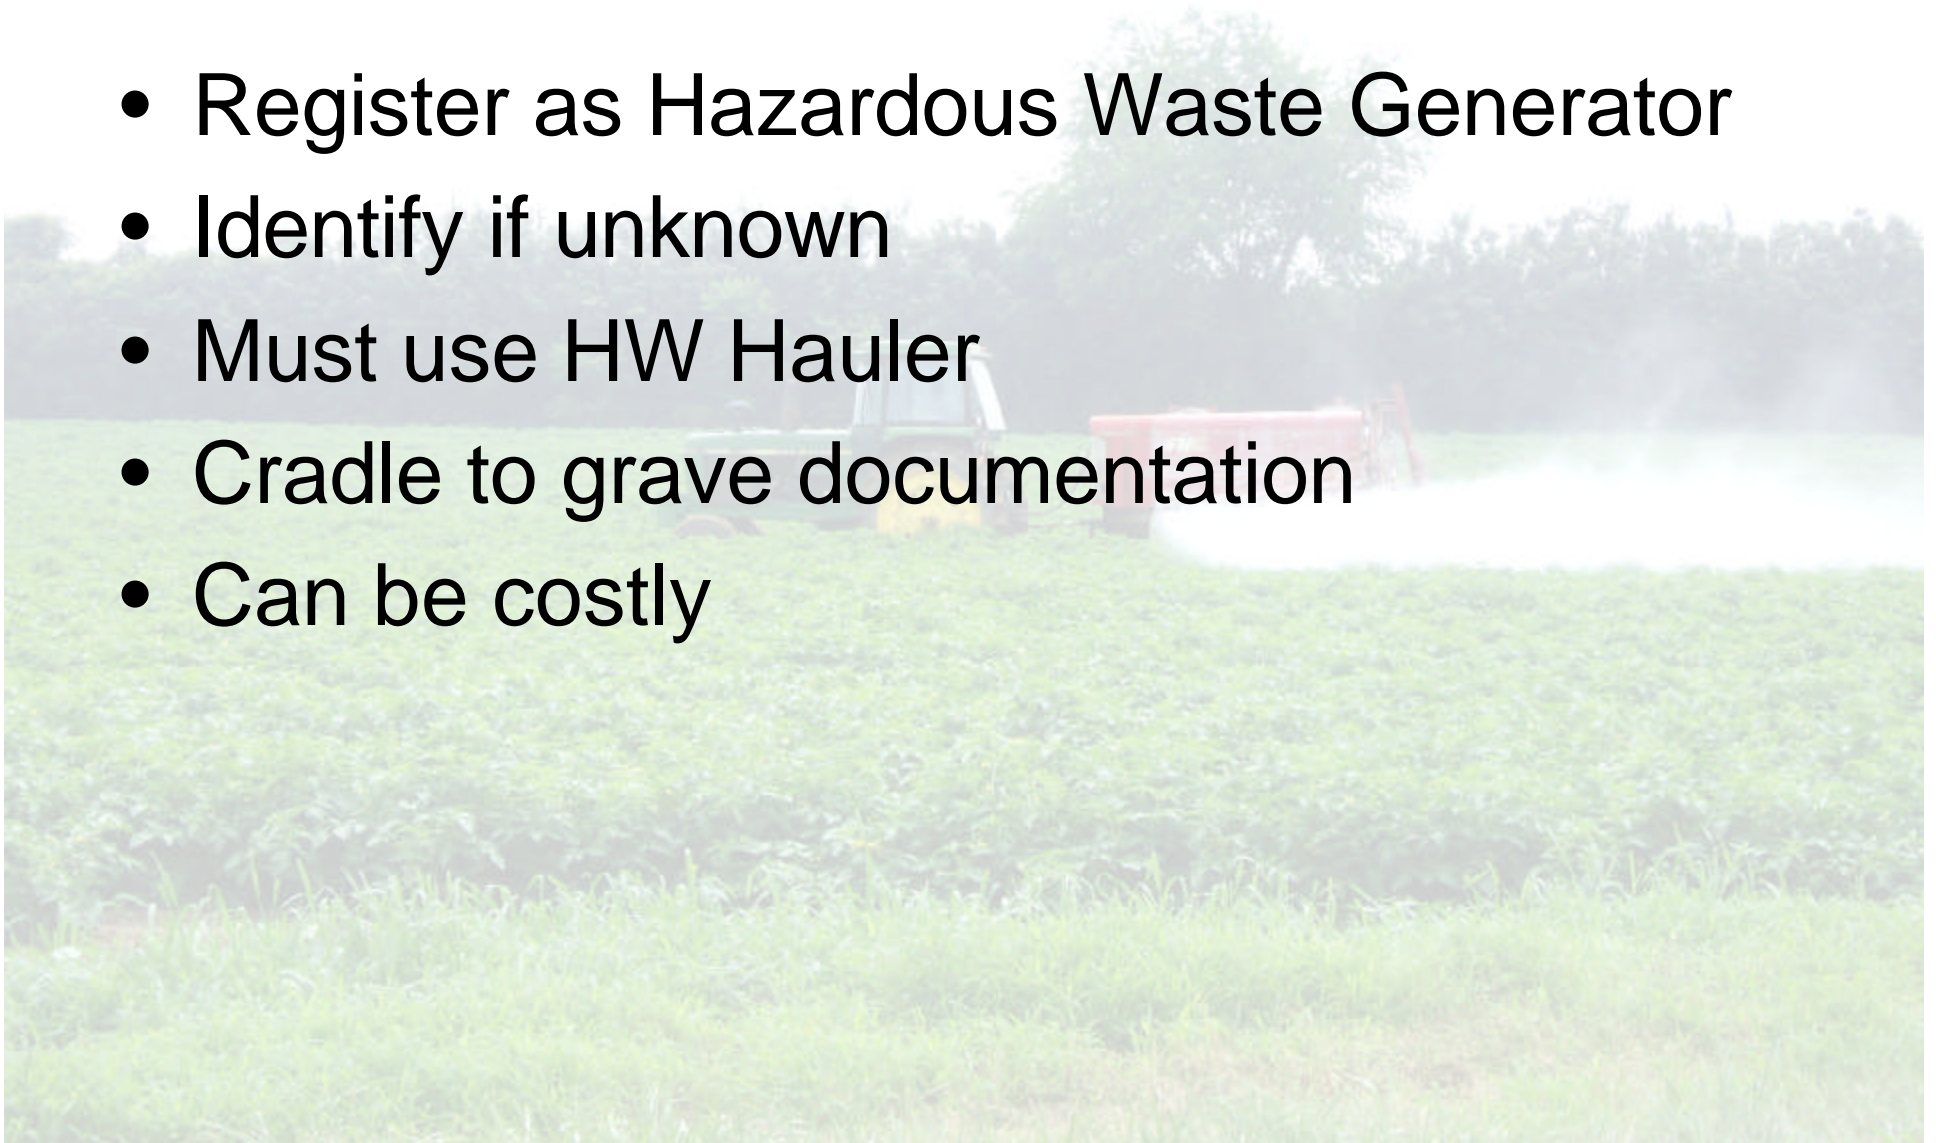 • Register as Hazardous Waste Generator
• Identify if unknown
• Must use HW Hauler
• Cradle to grave documentation
• Can be costly